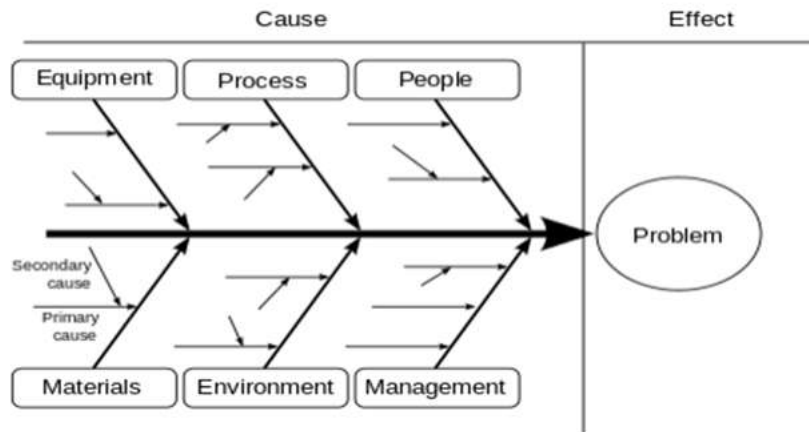 Cause
Effect
Equipment
Process
People
Problem
Secondary
cause
Primary
cause
Materials
Environment
Management